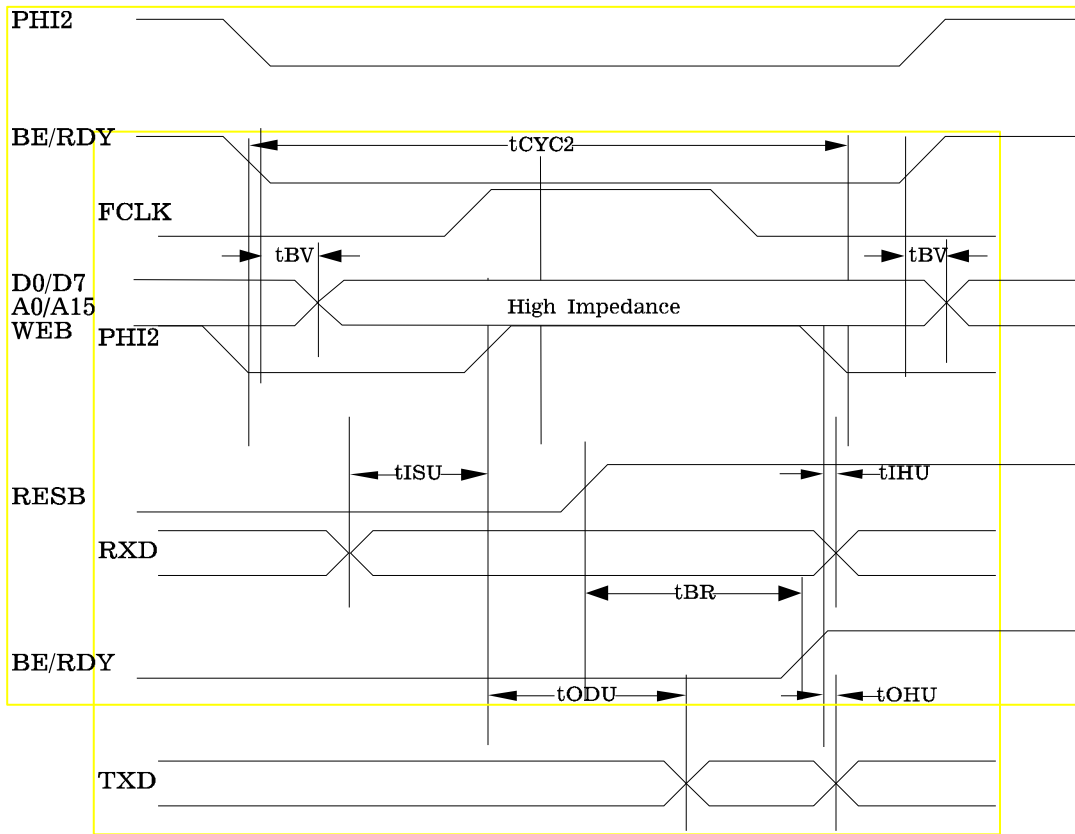 PHI2
BE/RDY
tCYC2
FCLK
tBV
tBV
D0/D7
A0/A15
High Impedance
WEB
PHI2
tISU
tIHU
RESB
RXD
tBR
BE/RDY
tODU
tOHU
TXD